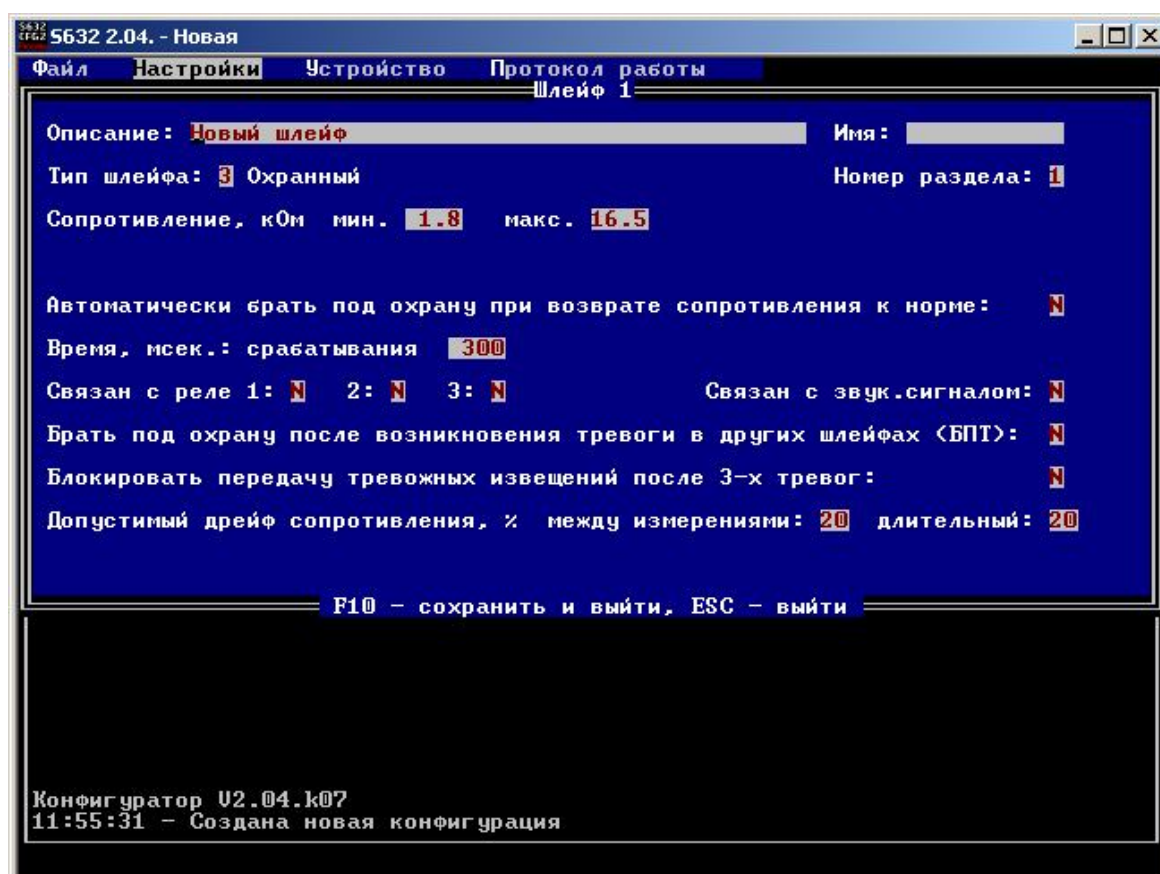 S632 CFG2 S632 2.04. - Новая
Файл Настройки Устройство Протокол работы
Шлейф 1
Описание: Новый шлейф Имя:
Тип шлейфа: 3 Охранный Номер раздела: 1
Сопротивление, кОм мин. 1.8 макс. 16.5
Автоматически брать под охрану при возврате сопротивления к норме: N
Время, мсек.: срабатывания 300
Связан с реле 1: N 2: N 3: N Связан с звук.сигналом: N
Брать под охрану после возникновения тревоги в других шлейфах (БПТ): N
Блокировать передачу тревожных извещений после 3-х тревог: N
Допустимый дрейф сопротивления, % между измерениями: 20 длительный: 20
F10 - сохранить и выйти, ESC - выйти
Конфигуратор V2.04.k07
11:55:31 - Создана новая конфигурация